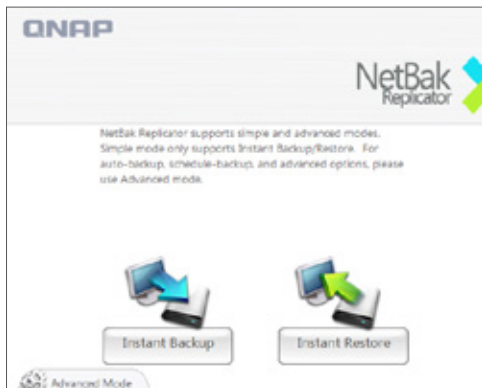 QNAP
NetBak
Replicator
NetBak Replicator supports simple and advanced modes.
Simple mode only supports Instant Backup/Restore. For
auto-backup, schedule-backup, and advanced options, please
use Advanced mode.
Instant Backup
Instant Restore
Advanced Mode